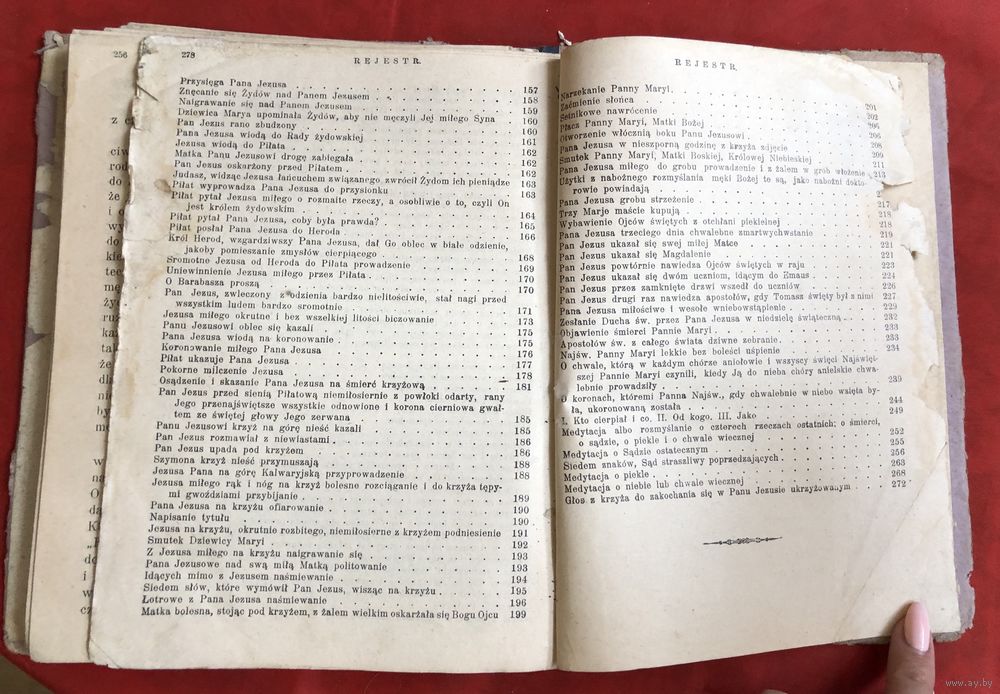 256
278
REJESTR.
Przysięga Pana Jezusa 157
Znęcanie się Żydów nad Panem Jezusem 158
Naigrawanie się nad Panem Jezusem 159
Dziewica Marya upominała Żydów, aby nie męczyli Jej miłego Syna 160
Pan Jezus rano zbudzony 160
Pana Jezusa wiodą do Rady żydowskiej 161
Jezusa wiodą do Piłata 162
Matka Panu Jezusowi drogę zabiegała 162
Pan Jezus oskarżony przed Piłatem 162
Judasz, widząc Jezusa łańcuchem związanego, zwrócił Żydom ich pieniądze 163
Piłat wyprowadza Pana Jezusa do przysionku 163
Piłat pytał Jezusa miłego o rozmaite rzeczy, a osobliwie o to, czyli On
jest królem żydowskim 164
Piłat pytał Pana Jezusa, coby była prawda? 165
Piłat posłał Pana Jezusa do Heroda 166
Król Herod, wzgardziwszy Pana Jezusa, dał Go oblec w białe odzienie,
jakoby pomieszanie zmysłów cierpiącego 168
Sromotne Jezusa od Heroda do Piłata prowadzenie 169
Uniewinnienie Jezusa miłego przez Piłata 170
O Barabasza proszą 170
Pan Jezus, zwleczony z odzienia bardzo nielitościwie, stał nagi przed
wszystkim ludem bardzo sromotnie 171
Jezusa miłego okrutne i bez wszelkiej litości biczowanie 173
Panu Jezusowi oblec się kazali 175
Pana Jezusa wiodą na koronowanie 175
Koronowanie miłego Pana Jezusa 176
Piłat ukazuje Pana Jezusa 177
Pokorne milczenie Jezusa 178
Osądzenie i skazanie Pana Jezusa na śmierć krzyżową 181
Pan Jezus przed sienią Piłatową niemiłosiernie z powłoki odarty, rany
Jego przenajświętsze wszystkie odnowione i korona cierniowa gwał-
tem ze świętej głowy Jego zerwana 185
Panu Jezusowi krzyż na górę nieść kazali 185
Pan Jezus rozmawiał z niewiastami 186
Pan Jezus upada pod krzyżem 186
Szymona krzyż nieść przymuszają 188
Jezusa Pana na górę Kalwaryjską przyprowadzenie 188
Jezusa miłego rąk i nóg na krzyż bolesne rozciąganie i do krzyża tępy-
mi gwoździami przybijanie 189
Pana Jezusa na krzyżu ofiarowanie 190
Napisanie tytułu 190
Jezusa na krzyżu, okrutnie rozbitego, niemiłosierne z krzyżem podniesienie 191
Smutek Dziewicy Maryi 192
Z Jezusa miłego na krzyżu naigrawanie się 193
Pana Jezusowe nad swą miłą Matką politowanie 193
Idących mimo z Jezusem naśmiewanie 194
Siedem słów, które wymówił Pan Jezus, wisząc na krzyżu 195
Łotrowe z Pana Jezusa naśmiewanie 196
Matka bolesna, stojąc pod krzyżem, z żalem wielkim oskarżała się Bogu Ojcu 199
REJESTR.
Narzekanie Panny Maryi
Zaćmienie słońca 201
Setnikowe nawrócenie 202
Płacz Panny Maryi, Matki Bożej 206
Otworzenie włócznią boku Panu Jezusowi 206
Pana Jezusa w nieszporną godzinę z krzyża zdjęcie 208
Smutek Panny Maryi, Matki Boskiej, Królowej Niebieskiej 209
Pana Jezusa miłego do grobu prowadzenie i z żalem w grób włożenie 211
Użytki z nabożnego rozmyślania męki Bożej te są, jako nabożni dokto- 213
rowie powiadają
Pana Jezusa grobu strzeżenie 217
Trzy Marje maście kupują 218
Wybawienie Ojców świętych z otchłani piekielnej 218
Pana Jezusa trzeciego dnia chwalebne zmartwychwstanie 219
Pan Jezus ukazał się swej miłej Matce 221
Pan Jezus ukazał się Magdalenie 221
Pan Jezus powtórnie nawiedza Ojców świętych w raju 223
Pan Jezus ukazał się dwóm uczniom, idącym do Emaus 224
Pan Jezus przez zamknięte drzwi wszedł do uczniów 226
Pan Jezus drugi raz nawiedza apostołów, gdy Tomasz święty był z nimi 227
Pana Jezusa miłościwe i wesołe wniebowstąpienie 229
Zesłanie Ducha św. przez Pana Jezusa w niedzielę świąteczną 232
Objawienie śmierci Pannie Maryi 233
Apostołów św. z całego świata dziwne zebranie 233
Najśw. Panny Maryi lekkie bez boleści uśpienie 234
O chwale, którą w każdym chórze aniołowie i wszyscy święci Najświęt-
szej Pannie Maryi czynili, kiedy Ją do nieba chóry anielskie chwa-
lebnie prowadziły 239
O koronach, któremi Panna Najśw., gdy chwalebnie w niebo wzięta by-
ła, ukoronowaną została 244
I. Kto cierpiał i co. II. Od kogo. III. Jako 249
Medytacja albo rozmyślanie o czterech rzeczach ostatnich: o śmierci,
o sądzie, o piekle i o chwale wiecznej 252
Medytacja o Sądzie ostatecznym 255
Siedem znaków, Sąd straszliwy poprzedzających 256
Medytacja o piekle 263
Medytacja o niebie lub chwale wiecznej 268
Głos z krzyża do zakochania się w Panu Jezusie ukrzyżowanym 272
www.ay.by